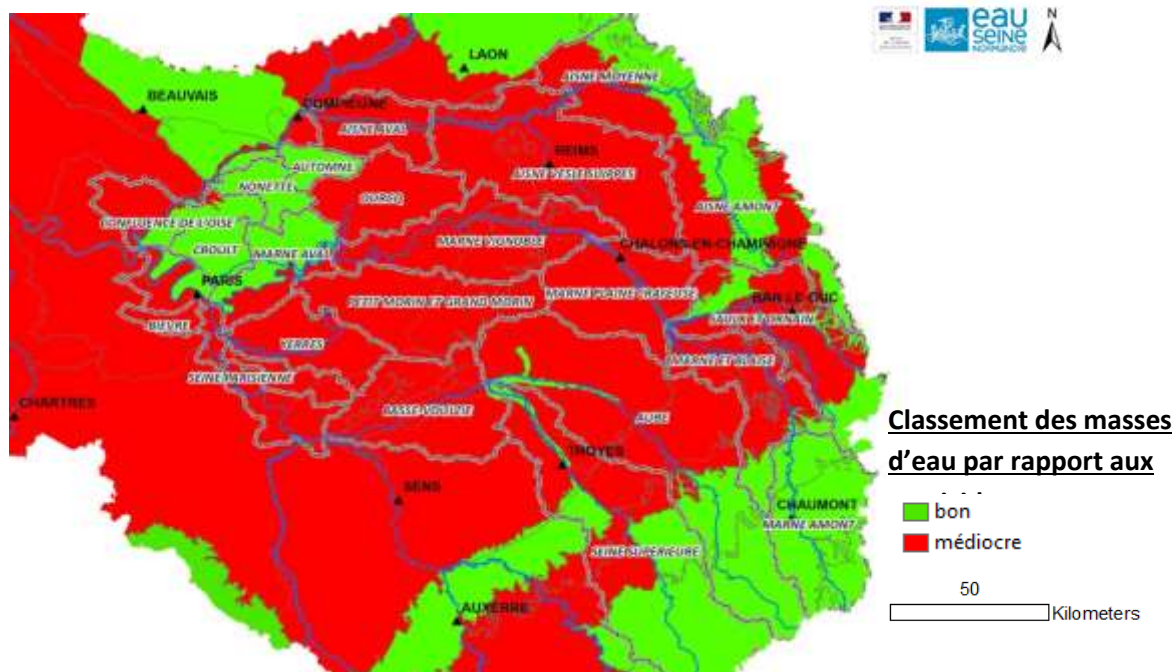 eau
SEINE
NORMANDIE
N
LAON
AISNE MOYENNE
BEAUVAIS
COMPIEGNE
AISNE AVAL
REIMS
AUTOMNE
AISNE VESLE SUIPPES
NONETTE
OURCQ
AISNE AMONT
CONFLUENCE DE L'OISE
MARNE VIGNOBLE
CROULT
MARNE AVAL
CHALONS-EN-CHAMPAGNE
PARIS
MARNE PLAINE CRAYEUSE
BAR-LE-DUC
PETIT MORIN ET GRAND MORIN
SAULX ET ORNAIN
BIEVRE
YERRES
MARNE ET BLAISE
SEINE PARISIENNE
BASSE VOULZIE
CHARTRES
AUBE
Classement des masses
d'eau par rapport aux
TROYES
SENS
CHAUMONT
bon
MARNE AMONT
médiocre
SEINE SUPERIEURE
50
AUXERRE
Kilometers